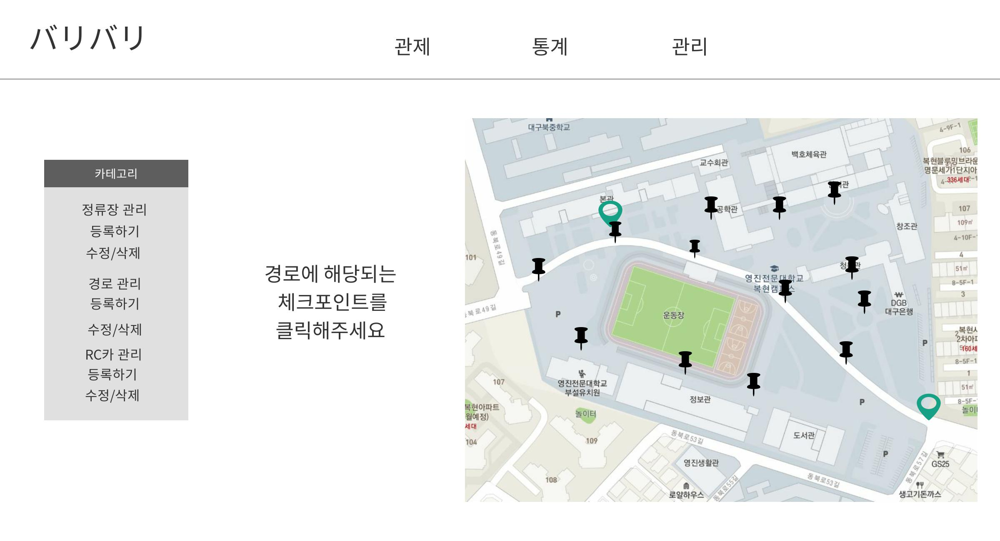 バリバリ
관제
통계
관리
카테고리
정류장 관리
등록하기
수정/삭제
경로 관리
등록하기
수정/삭제
RC카 관리
등록하기
수정/삭제
경로에 해당되는
체크포인트를
클릭해주세요
대구북중학교
4-9F-1
106
백호체육관
교수회관
복현블루밍브라운
명문세가1단지아
336세대
본관
공학관
107
109㎡
창조관
4-10F-
동북로49길
101
4
51㎡
영진전문대학교
8-5F-1
3
DGB
대구은행
동북로49길
P
운동장
복현
2차아파
160세
P
8-5F-1
1
107
영진전문대학교
부설유치원
51㎡
정보관
P
8-5F-
놀이
복현아파트
월예정)
세대
놀이터
104
109
동북로53길
도서관
P
영진생활관
GS25
동북로57길
108
동북로53길
동북로55길
로얄하우스
생고기돈까스